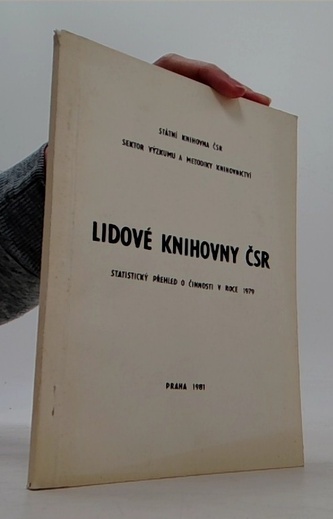 STÁTNÍ KNIHOVNA ČSR
SEKTOR VÝZKUMU A METODIKY KNIHOVNICTVÍ
LIDOVÉ KNIHOVNY ČSR
STATISTICKÝ PŘEHLED O ČINNOSTI V ROCE 1979
PRAHA 1981